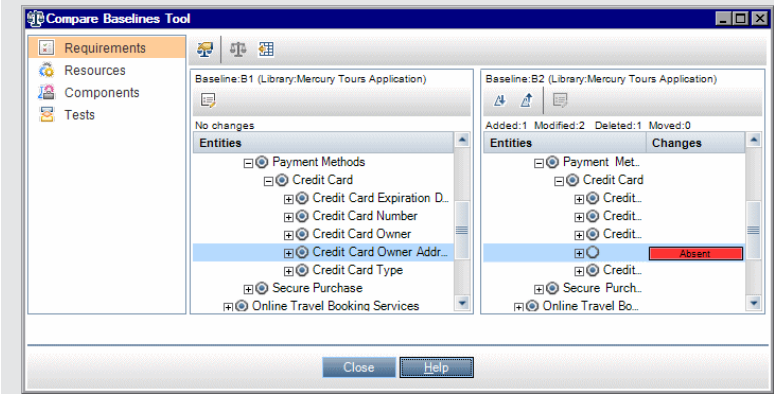 Compare Baselines Tool
Requirements
Resources
Components
Tests
Baseline:B1 (Library:Mercury Tours Application)
No changes
Entities
Payment Methods
Credit Card
Credit Card Expiration D...
Credit Card Number
Credit Card Owner
Credit Card Owner Addr...
Credit Card Type
Secure Purchase
Online Travel Booking Services
Baseline:B2 (Library:Mercury Tours Application)
Added:1 Modified:2 Deleted:1 Moved:0
Entities Changes
Payment Met...
Credit Card
Credit...
Credit...
Credit...
Absent
Credit...
Secure Purch...
Online Travel Bo...
Close Help